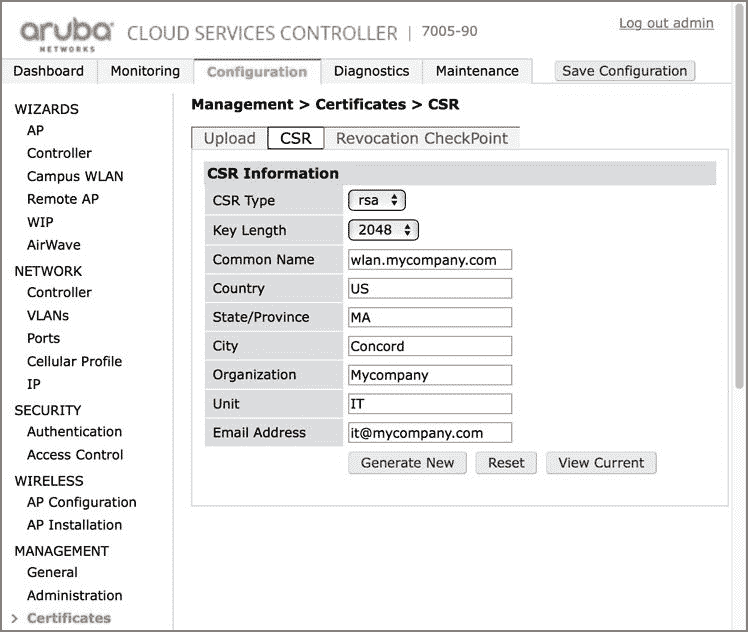 aruba NETWORKS CLOUD SERVICES CONTROLLER | 7005-90 Log out admin
Dashboard Monitoring Configuration Diagnostics Maintenance Save Configuration
WIZARDS
AP
Controller
Campus WLAN
Remote AP
WIP
AirWave
NETWORK
Controller
VLANs
Ports
Cellular Profile
IP
SECURITY
Authentication
Access Control
WIRELESS
AP Configuration
AP Installation
MANAGEMENT
General
Administration
> Certificates
Management > Certificates > CSR
Upload CSR Revocation CheckPoint
CSR Information
CSR Type rsa
Key Length 2048
Common Name wlan.mycompany.com
Country US
State/Province MA
City Concord
Organization Mycompany
Unit IT
Email Address it@mycompany.com
Generate New Reset View Current